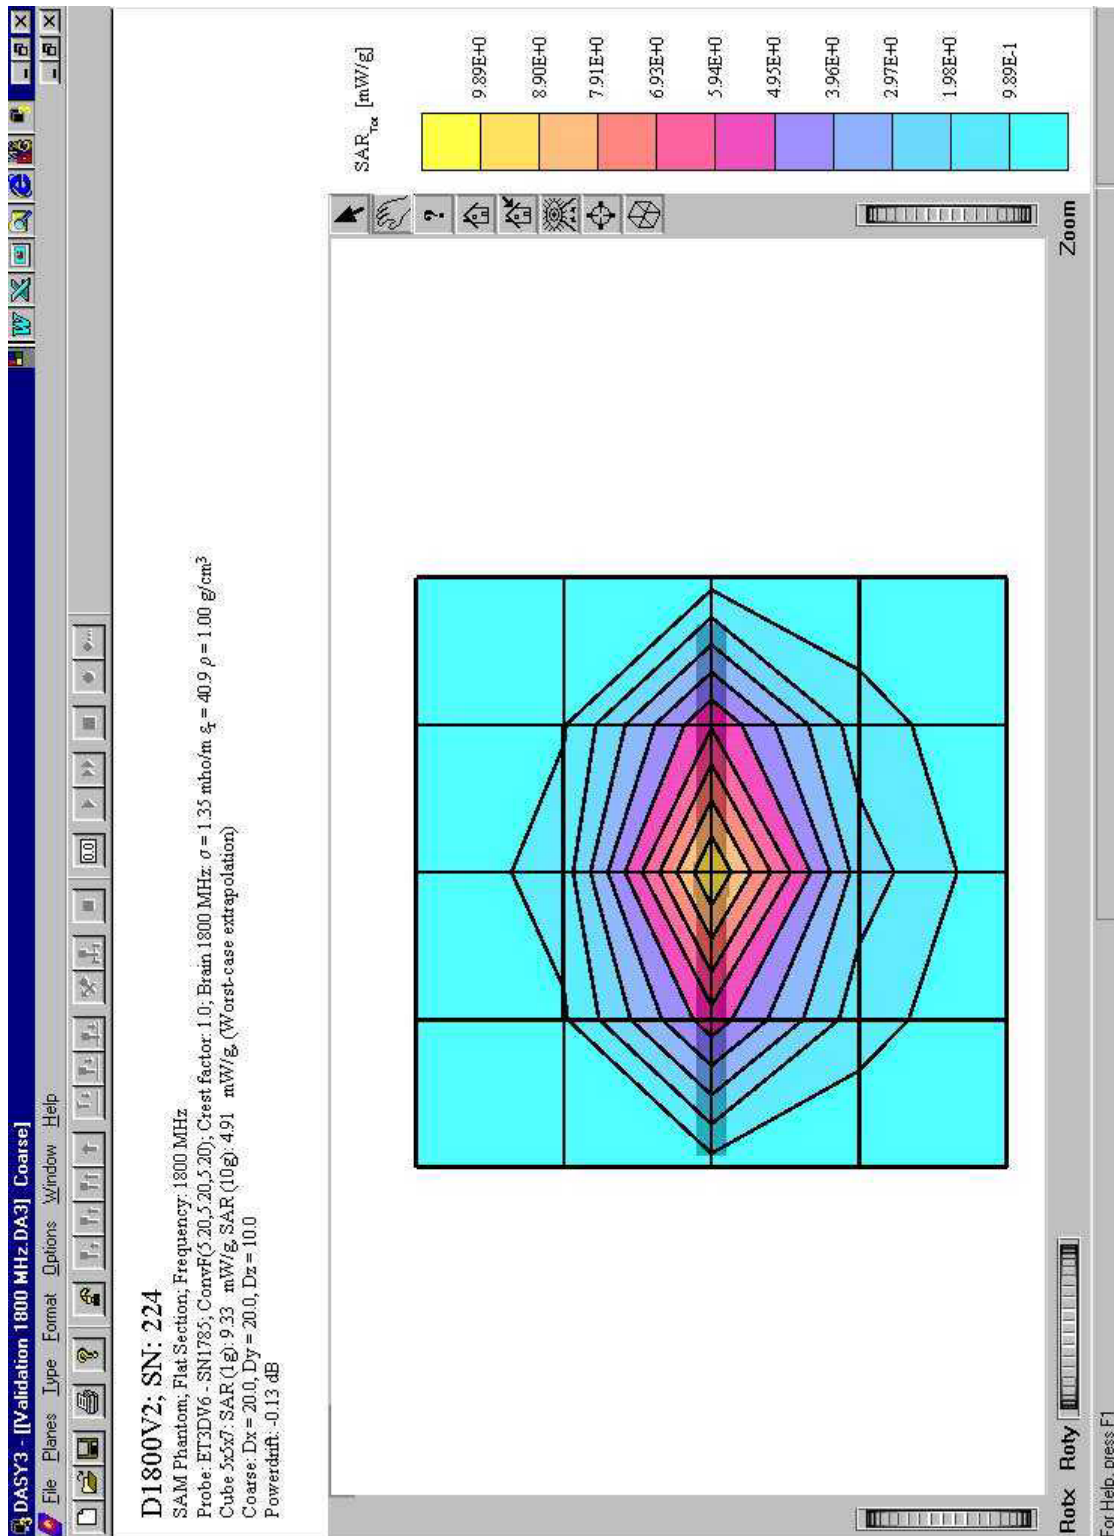 DASY3 - [[Validation 1800 MHz.DA3] Coarse]
File Planes Type Format Options Window Help
D1800V2; SN: 224
SAM Phantom; Flat Section; Frequency: 1800 MHz
Probe: ET3DV6 - SN1785; ConvF(5.20,5.20,5.20); Crest factor: 1.0; Brain 1800 MHz: σ = 1.35 mho/m εr = 40.9 ρ = 1.00 g/cm³
Cube 5x5x7: SAR (1g): 9.33 mW/g, SAR (10g): 4.91 mW/g, (Worst-case extrapolation)
Coarse: Dx = 20.0, Dy = 20.0, Dz = 10.0
Powerdrift: -0.13 dB
SAR Tot [mW/g]
9.89E+0
8.90E+0
7.91E+0
6.93E+0
5.94E+0
4.95E+0
3.96E+0
2.97E+0
1.98E+0
9.89E-1
Rotx Roty Zoom
For Help, press F1